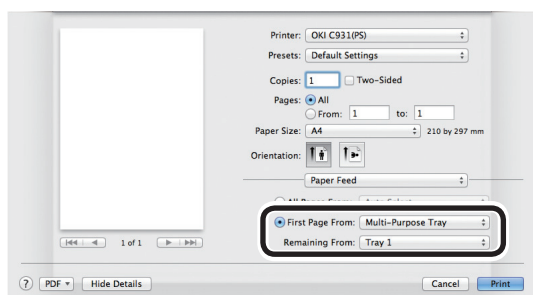 Printer: OKI C931(PS)
Presets: Default Settings
Copies: 1 Two-Sided
Pages: All
From: 1 to: 1
Paper Size: A4 210 by 297 mm
Orientation:
Paper Feed
First Page From: Multi-Purpose Tray
Remaining From: Tray 1
1 of 1
? PDF Hide Details Cancel Print